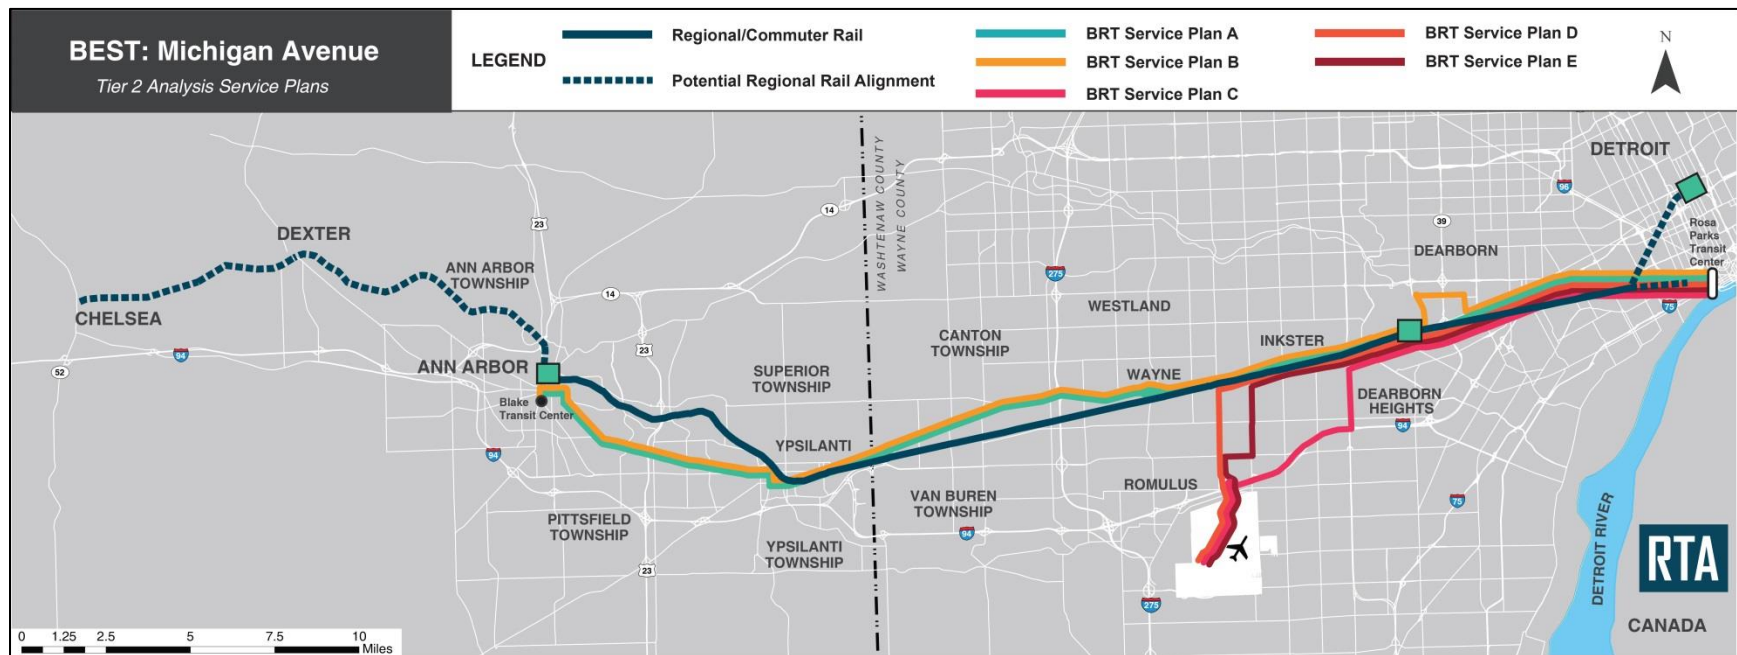 BEST: Michigan Avenue
Tier 2 Analysis Service Plans
LEGEND
Regional/Commuter Rail
Potential Regional Rail Alignment
BRT Service Plan A
BRT Service Plan B
BRT Service Plan C
BRT Service Plan D
BRT Service Plan E
N
WASHTENAW COUNTY
WAYNE COUNTY
DETROIT
96
14
23
39
Rosa
Parks
Transit
Center
DEXTER
DEARBORN
ANN ARBOR
TOWNSHIP
275
14
WESTLAND
75
CHELSEA
CANTON
TOWNSHIP
INKSTER
94
23
52
ANN ARBOR
SUPERIOR
TOWNSHIP
WAYNE
DEARBORN
HEIGHTS
Blake
Transit Center
94
YPSILANTI
94
ROMULUS
VAN BUREN
TOWNSHIP
75
PITTSFIELD
TOWNSHIP
94
YPSILANTI
TOWNSHIP
23
275
DETROIT RIVER
RTA
CANADA
0 1.25 2.5 5 7.5 10
Miles